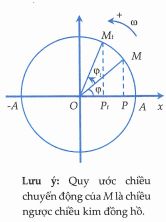 +
ω
M₁
M
φ₁
φ
-A
O
P₁
P
A
x
Lưu ý: Quy ước chiều
chuyển động của M là chiều
ngược chiều kim đồng hồ.